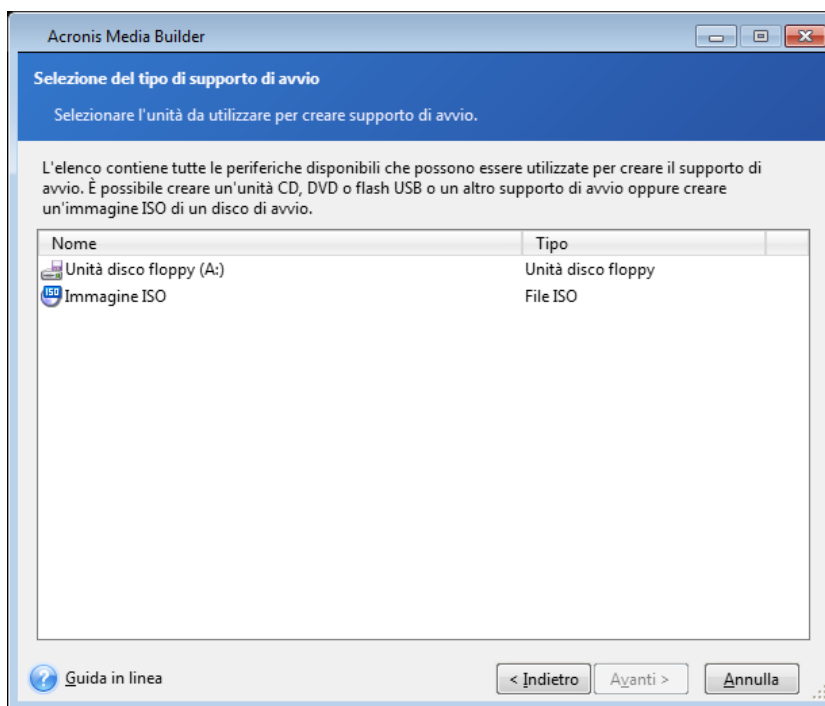 Acronis Media Builder
Selezione del tipo di supporto di avvio
Selezionare l'unità da utilizzare per creare supporto di avvio.
L'elenco contiene tutte le periferiche disponibili che possono essere utilizzate per creare il supporto di
avvio. È possibile creare un'unità CD, DVD o flash USB o un altro supporto di avvio oppure creare
un'immagine ISO di un disco di avvio.
Nome Tipo
Unità disco floppy (A:) Unità disco floppy
ISO Immagine ISO File ISO
? Guida in linea < Indietro Avanti > Annulla